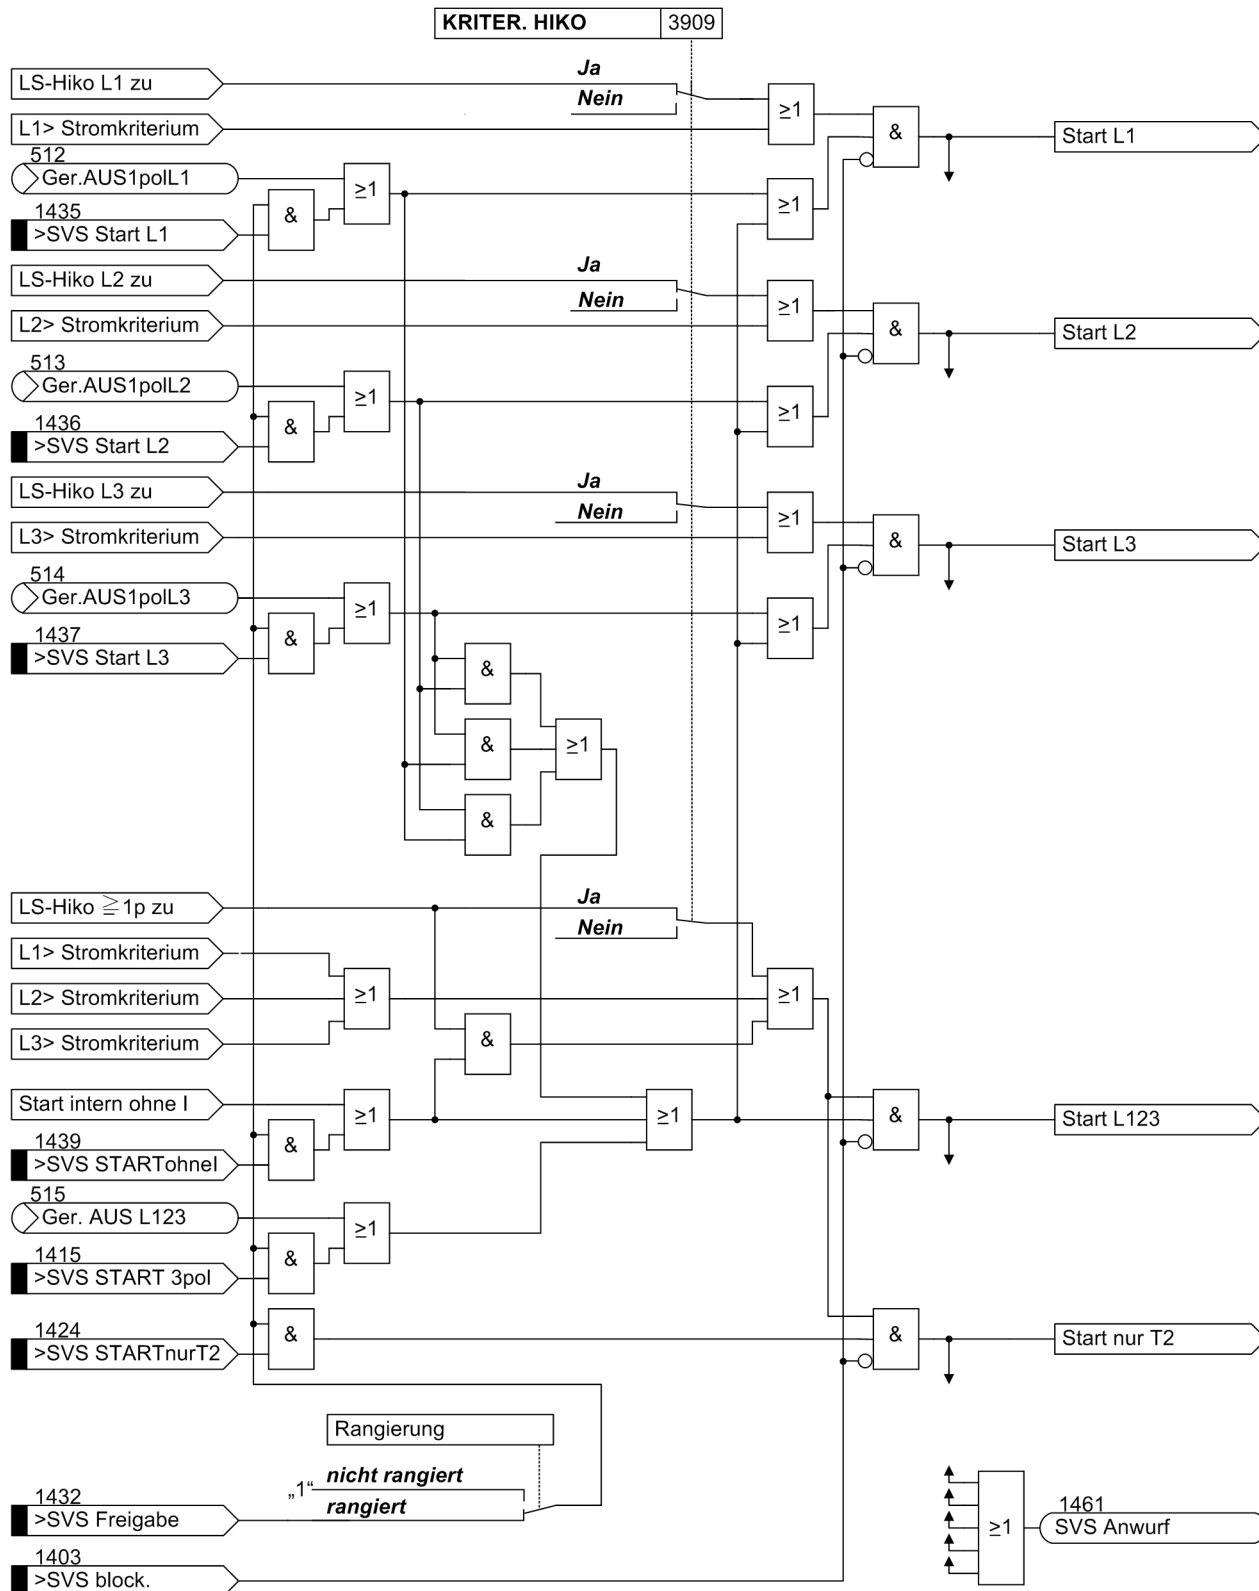 KRITER. HIKO 3909
LS-Hiko L1 zu
Ja
Nein
L1> Stromkriterium
≥1
&
Start L1
512
Ger.AUS1polL1
≥1
≥1
1435
>SVS Start L1
&
LS-Hiko L2 zu
Ja
Nein
L2> Stromkriterium
≥1
&
Start L2
513
Ger.AUS1polL2
≥1
≥1
1436
>SVS Start L2
&
LS-Hiko L3 zu
Ja
Nein
L3> Stromkriterium
≥1
&
Start L3
514
Ger.AUS1polL3
≥1
≥1
1437
>SVS Start L3
&
&
&
≥1
&
LS-Hiko ≧ 1p zu
Ja
Nein
L1> Stromkriterium
L2> Stromkriterium
≥1
≥1
L3> Stromkriterium
&
Start intern ohne I
≥1
≥1
&
Start L123
1439
>SVS STARTohneI
&
515
Ger. AUS L123
≥1
1415
>SVS START 3pol
&
1424
>SVS STARTnurT2
&
&
Start nur T2
Rangierung
„1“
nicht rangiert
rangiert
1432
>SVS Freigabe
≥1
1461
SVS Anwurf
1403
>SVS block.